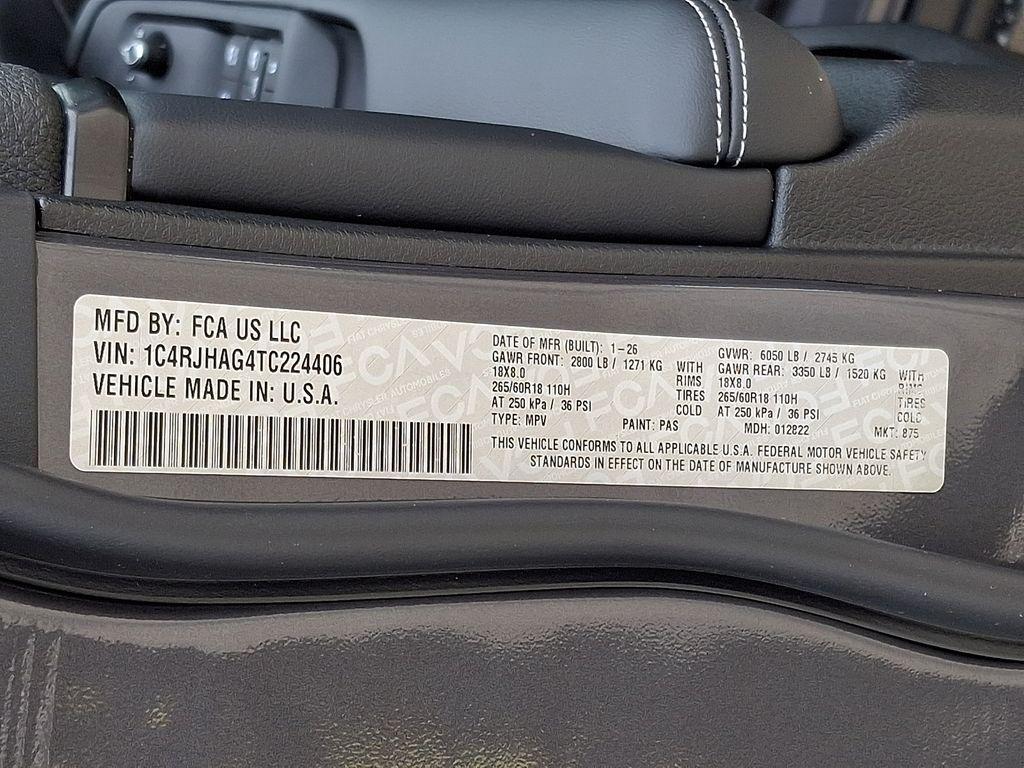 MFD BY: FCA US LLC
VIN: 1C4RJHAG4TC224406
VEHICLE MADE IN: U.S.A.
DATE OF MFR (BUILT): 1-26
GAWR FRONT: 2800 LB / 1271 KG WITH
18X8.0 RIMS
265/60R18 110H TIRES
AT 250 kPa / 36 PSI COLD
TYPE: MPV PAINT: PAS
GVWR: 6050 LB / 2745 KG
GAWR REAR: 3350 LB / 1520 KG WITH
18X8.0 RIMS
265/60R18 110H TIRES
AT 250 kPa / 36 PSI COLD
MDH: 012822 MKT: 875
THIS VEHICLE CONFORMS TO ALL APPLICABLE U.S.A. FEDERAL MOTOR VEHICLE SAFETY
STANDARDS IN EFFECT ON THE DATE OF MANUFACTURE SHOWN ABOVE.